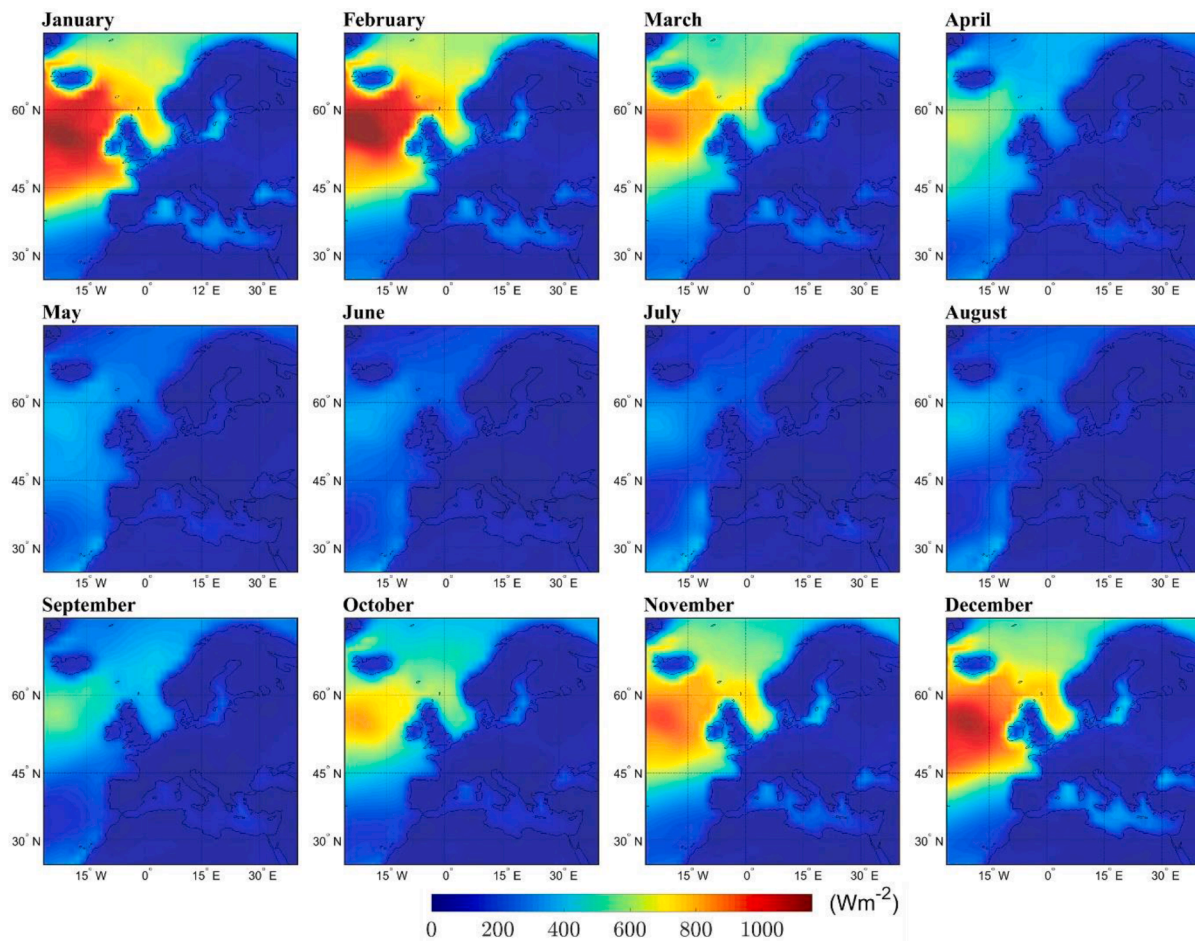 January February March April
60° N 60° N 60° N 60° N
45° N 45° N 45° N 45° N
30° N 30° N 30° N 30° N
15° W 0° 12° E 30° E 15° W 0° 15° E 30° E 15° W 0° 15° E 30° E 15° W 0° 15° E 30° E
May June July August
60° N 60° N 60° N 60° N
45° N 45° N 45° N 45° N
30° N 30° N 30° N 30° N
15° W 0° 15° E 30° E 15° W 0° 15° E 30° E 15° W 0° 15° E 30° E 15° W 0° 15° E 30° E
September October November December
60° N 60° N 60° N 60° N
45° N 45° N 45° N 45° N
30° N 30° N 30° N 30° N
15° W 0° 15° E 30° E 15° W 0° 15° E 30° E 15° W 0° 15° E 30° E 15° W 0° 15° E 30° E
(Wm⁻²)
0 200 400 600 800 1000